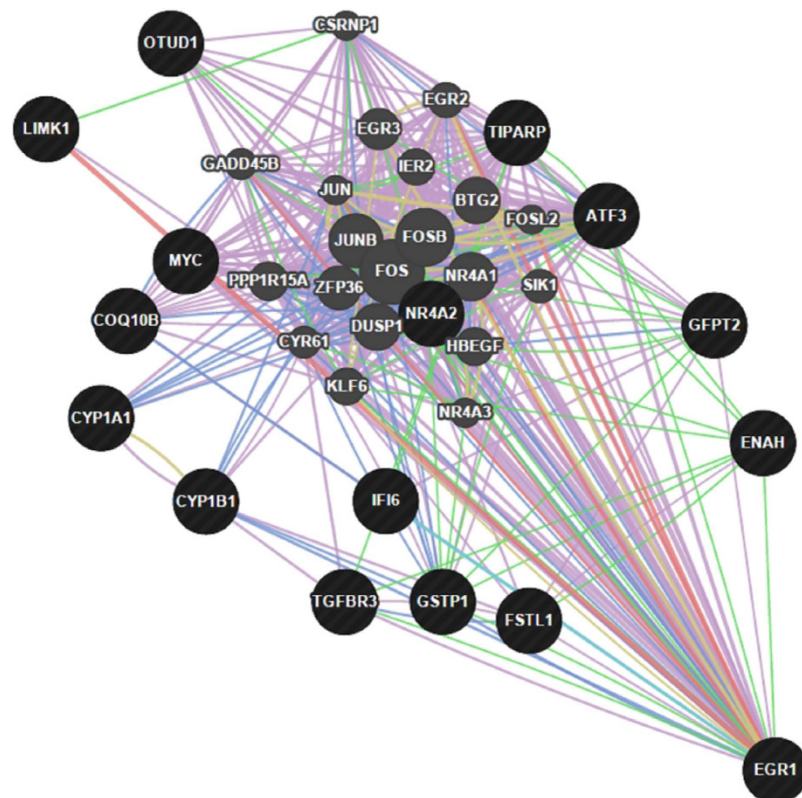 CSRNP1
OTUD1
EGR2
LIMK1
EGR3
TIPARP
GADD45B
IER2
JUN
BTG2
FOSL2
ATF3
JUNB
FOSB
MYC
FOS
PPP1R15A
ZFP36
NR4A1
SIK1
COQ10B
NR4A2
GFPT2
DUSP1
CYR61
HBEGF
KLF6
NR4A3
CYP1A1
ENAH
CYP1B1
IFI6
TGFBR3
GSTP1
FSTL1
EGR1